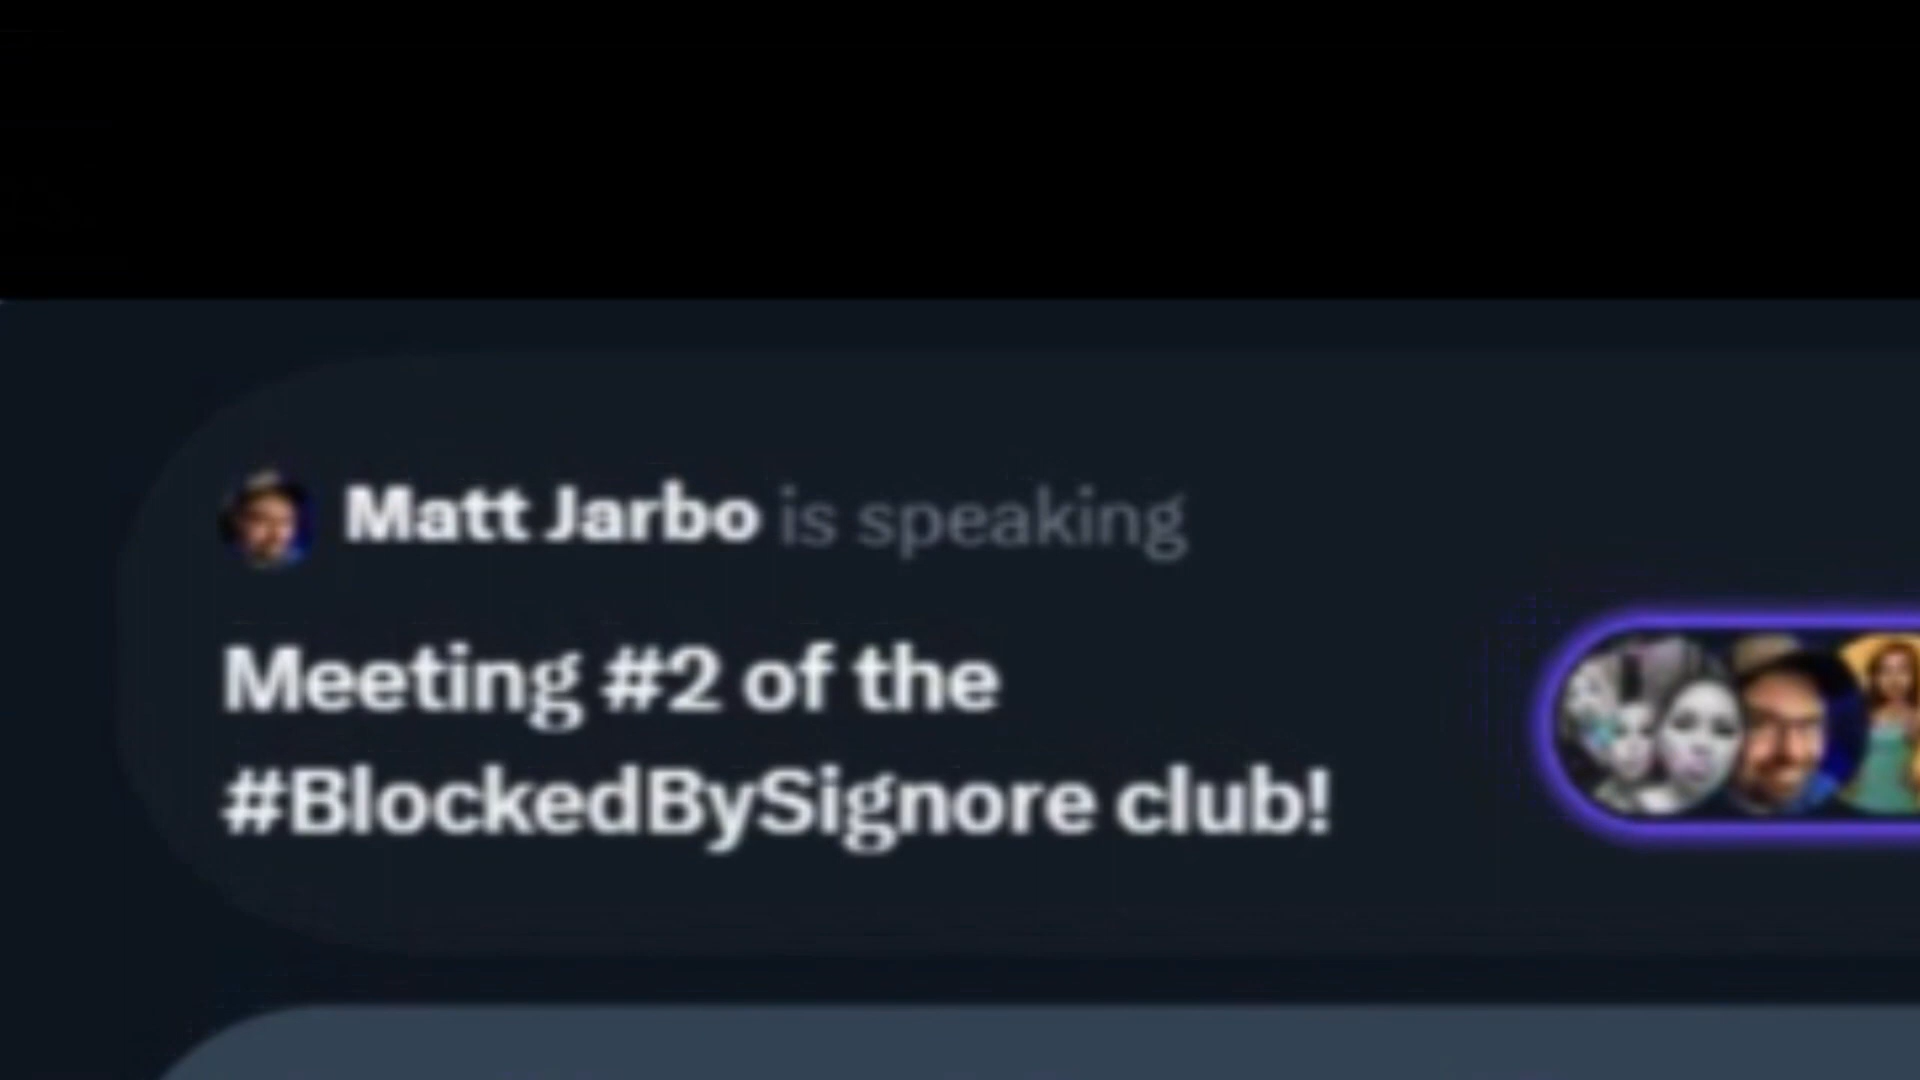 Matt Jarbo is speaking
Meeting #2 of the
#BlockedBySignore club!